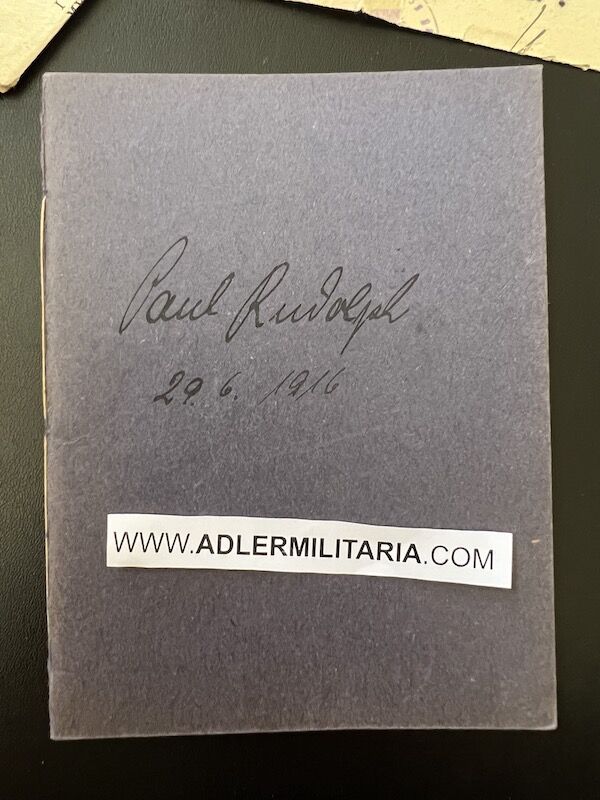 Paul Rudolph
29. 6. 1916
WWW.ADLERMILITARIA.COM